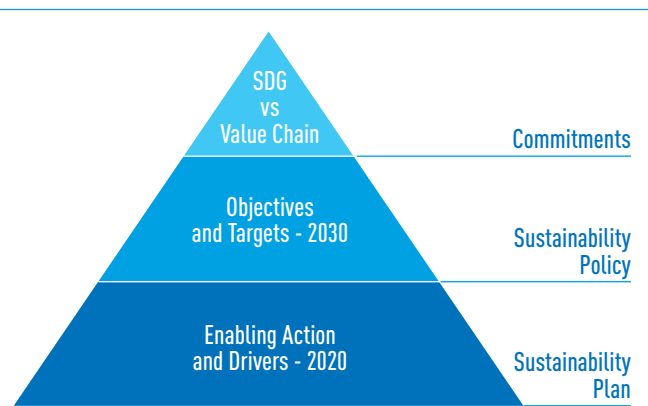 SDG
vs
Value Chain
Commitments
Objectives
and Targets - 2030
Sustainability
Policy
Enabling Action
and Drivers - 2020
Sustainability
Plan